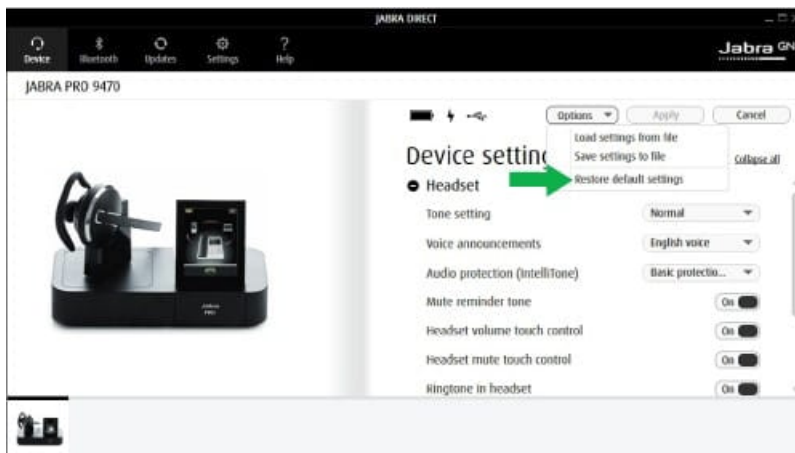 JABRA DIRECT
Device Bluetooth Updates Settings Help
Jabra GN
JABRA PRO 9470
Options Apply Cancel
Load settings from file
Device setting
Save settings to file
Collapse all
Restore default settings
Headset
Tone setting Normal
Voice announcements English voice
Audio protection (IntelliTone) Basic protectio...
Mute reminder tone On
Headset volume touch control On
Headset mute touch control On
Ringtone in headset On
Jabra
PRO